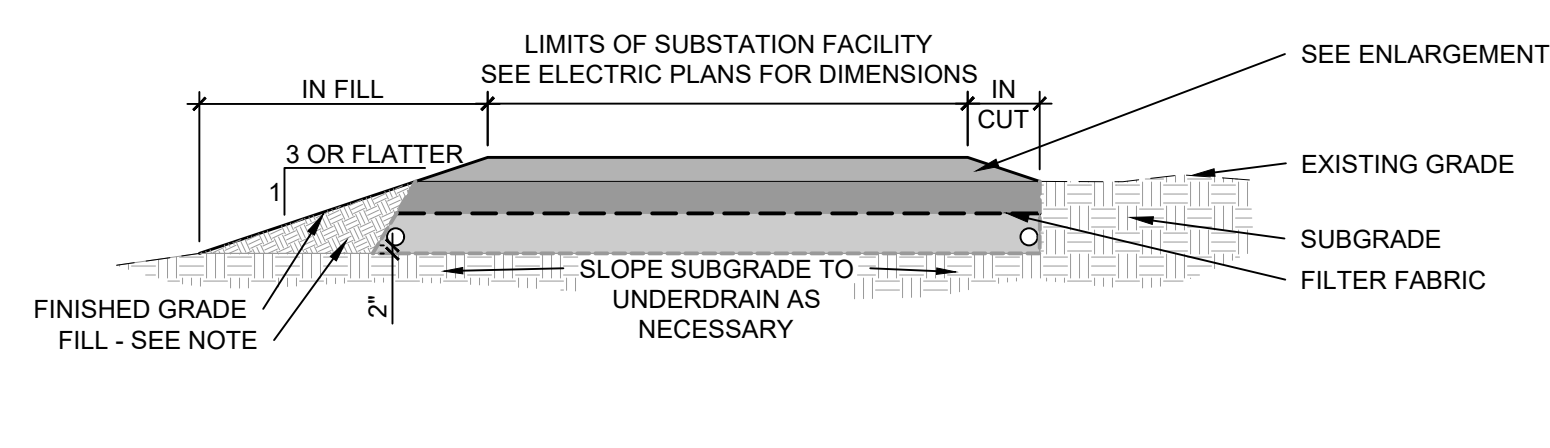 LIMITS OF SUBSTATION FACILITY
SEE ELECTRIC PLANS FOR DIMENSIONS
IN FILL
IN
CUT
SEE ENLARGEMENT
3 OR FLATTER
1
EXISTING GRADE
SUBGRADE
FILTER FABRIC
SLOPE SUBGRADE TO
UNDERDRAIN AS
NECESSARY
2"
FINISHED GRADE
FILL - SEE NOTE